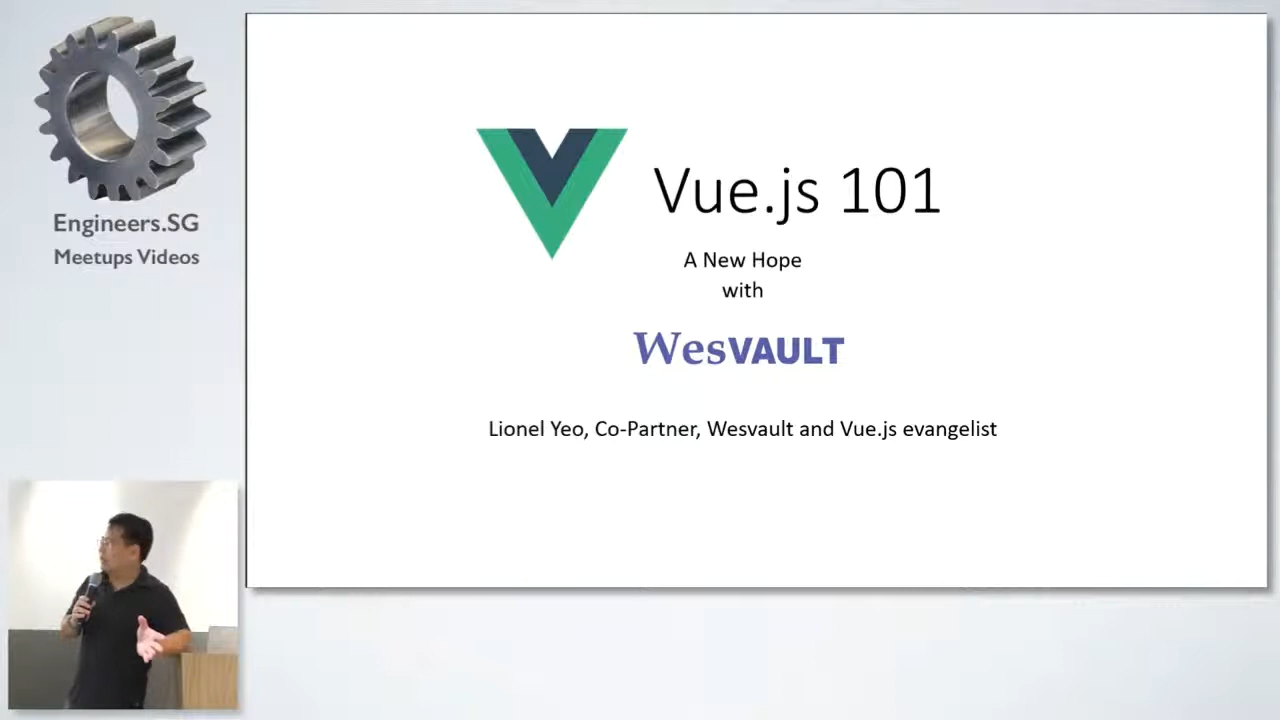 Engineers.SG
Meetups Videos
Vue.js 101
A New Hope
with
WesVAULT
Lionel Yeo, Co-Partner, Wesvault and Vue.js evangelist